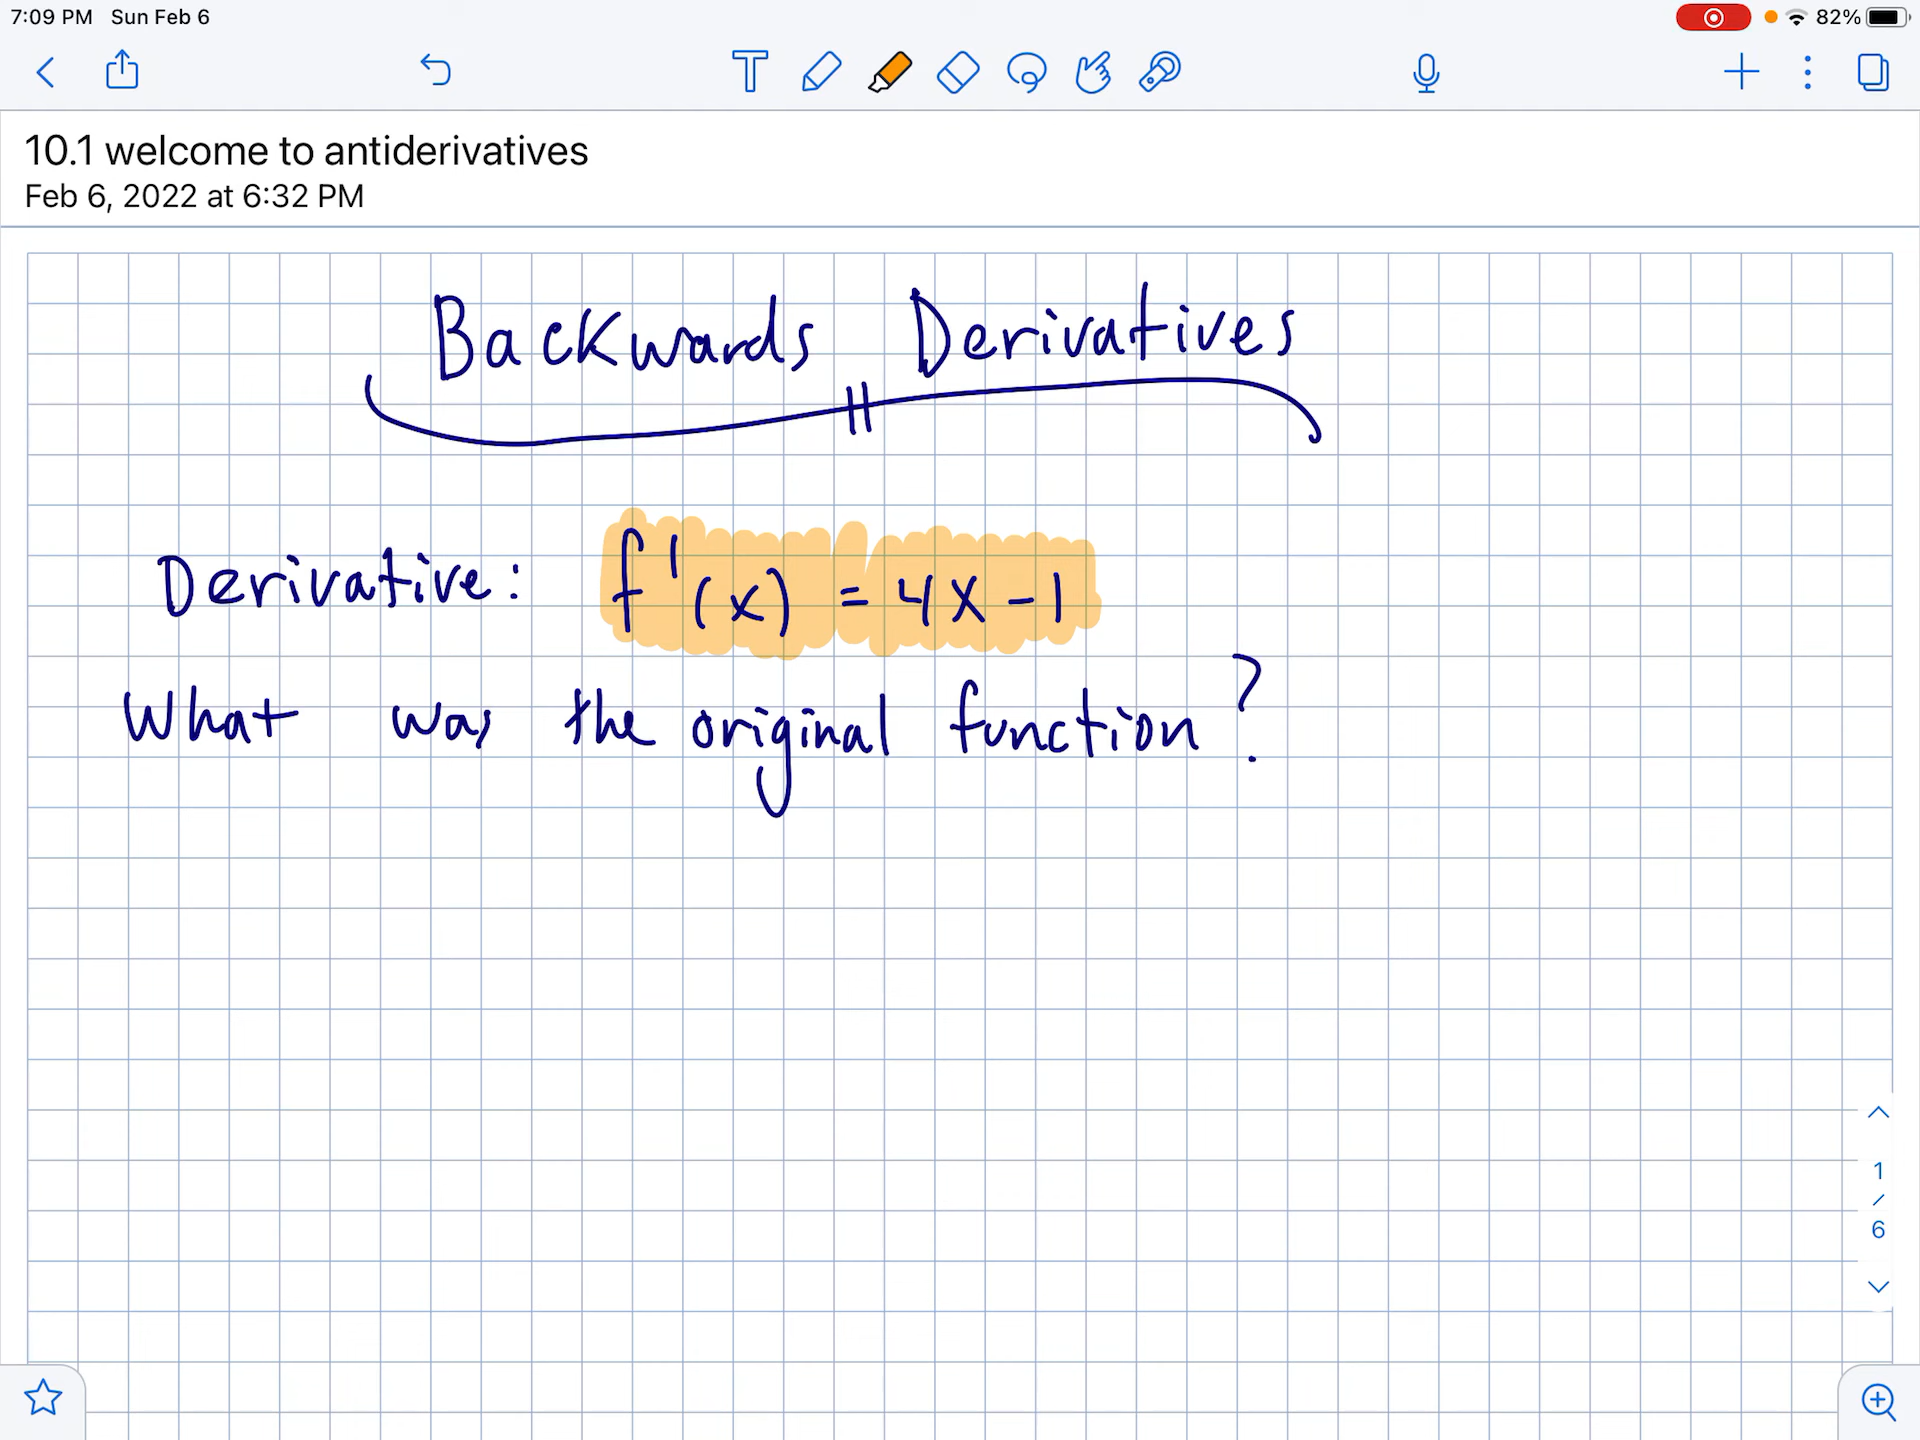 7:09 PM Sun Feb 6
82%
10.1 welcome to antiderivatives
Feb 6, 2022 at 6:32 PM
Backwards Derivatives
Derivative: f'(x) = 4x - 1
What was the original function?
1
/
6